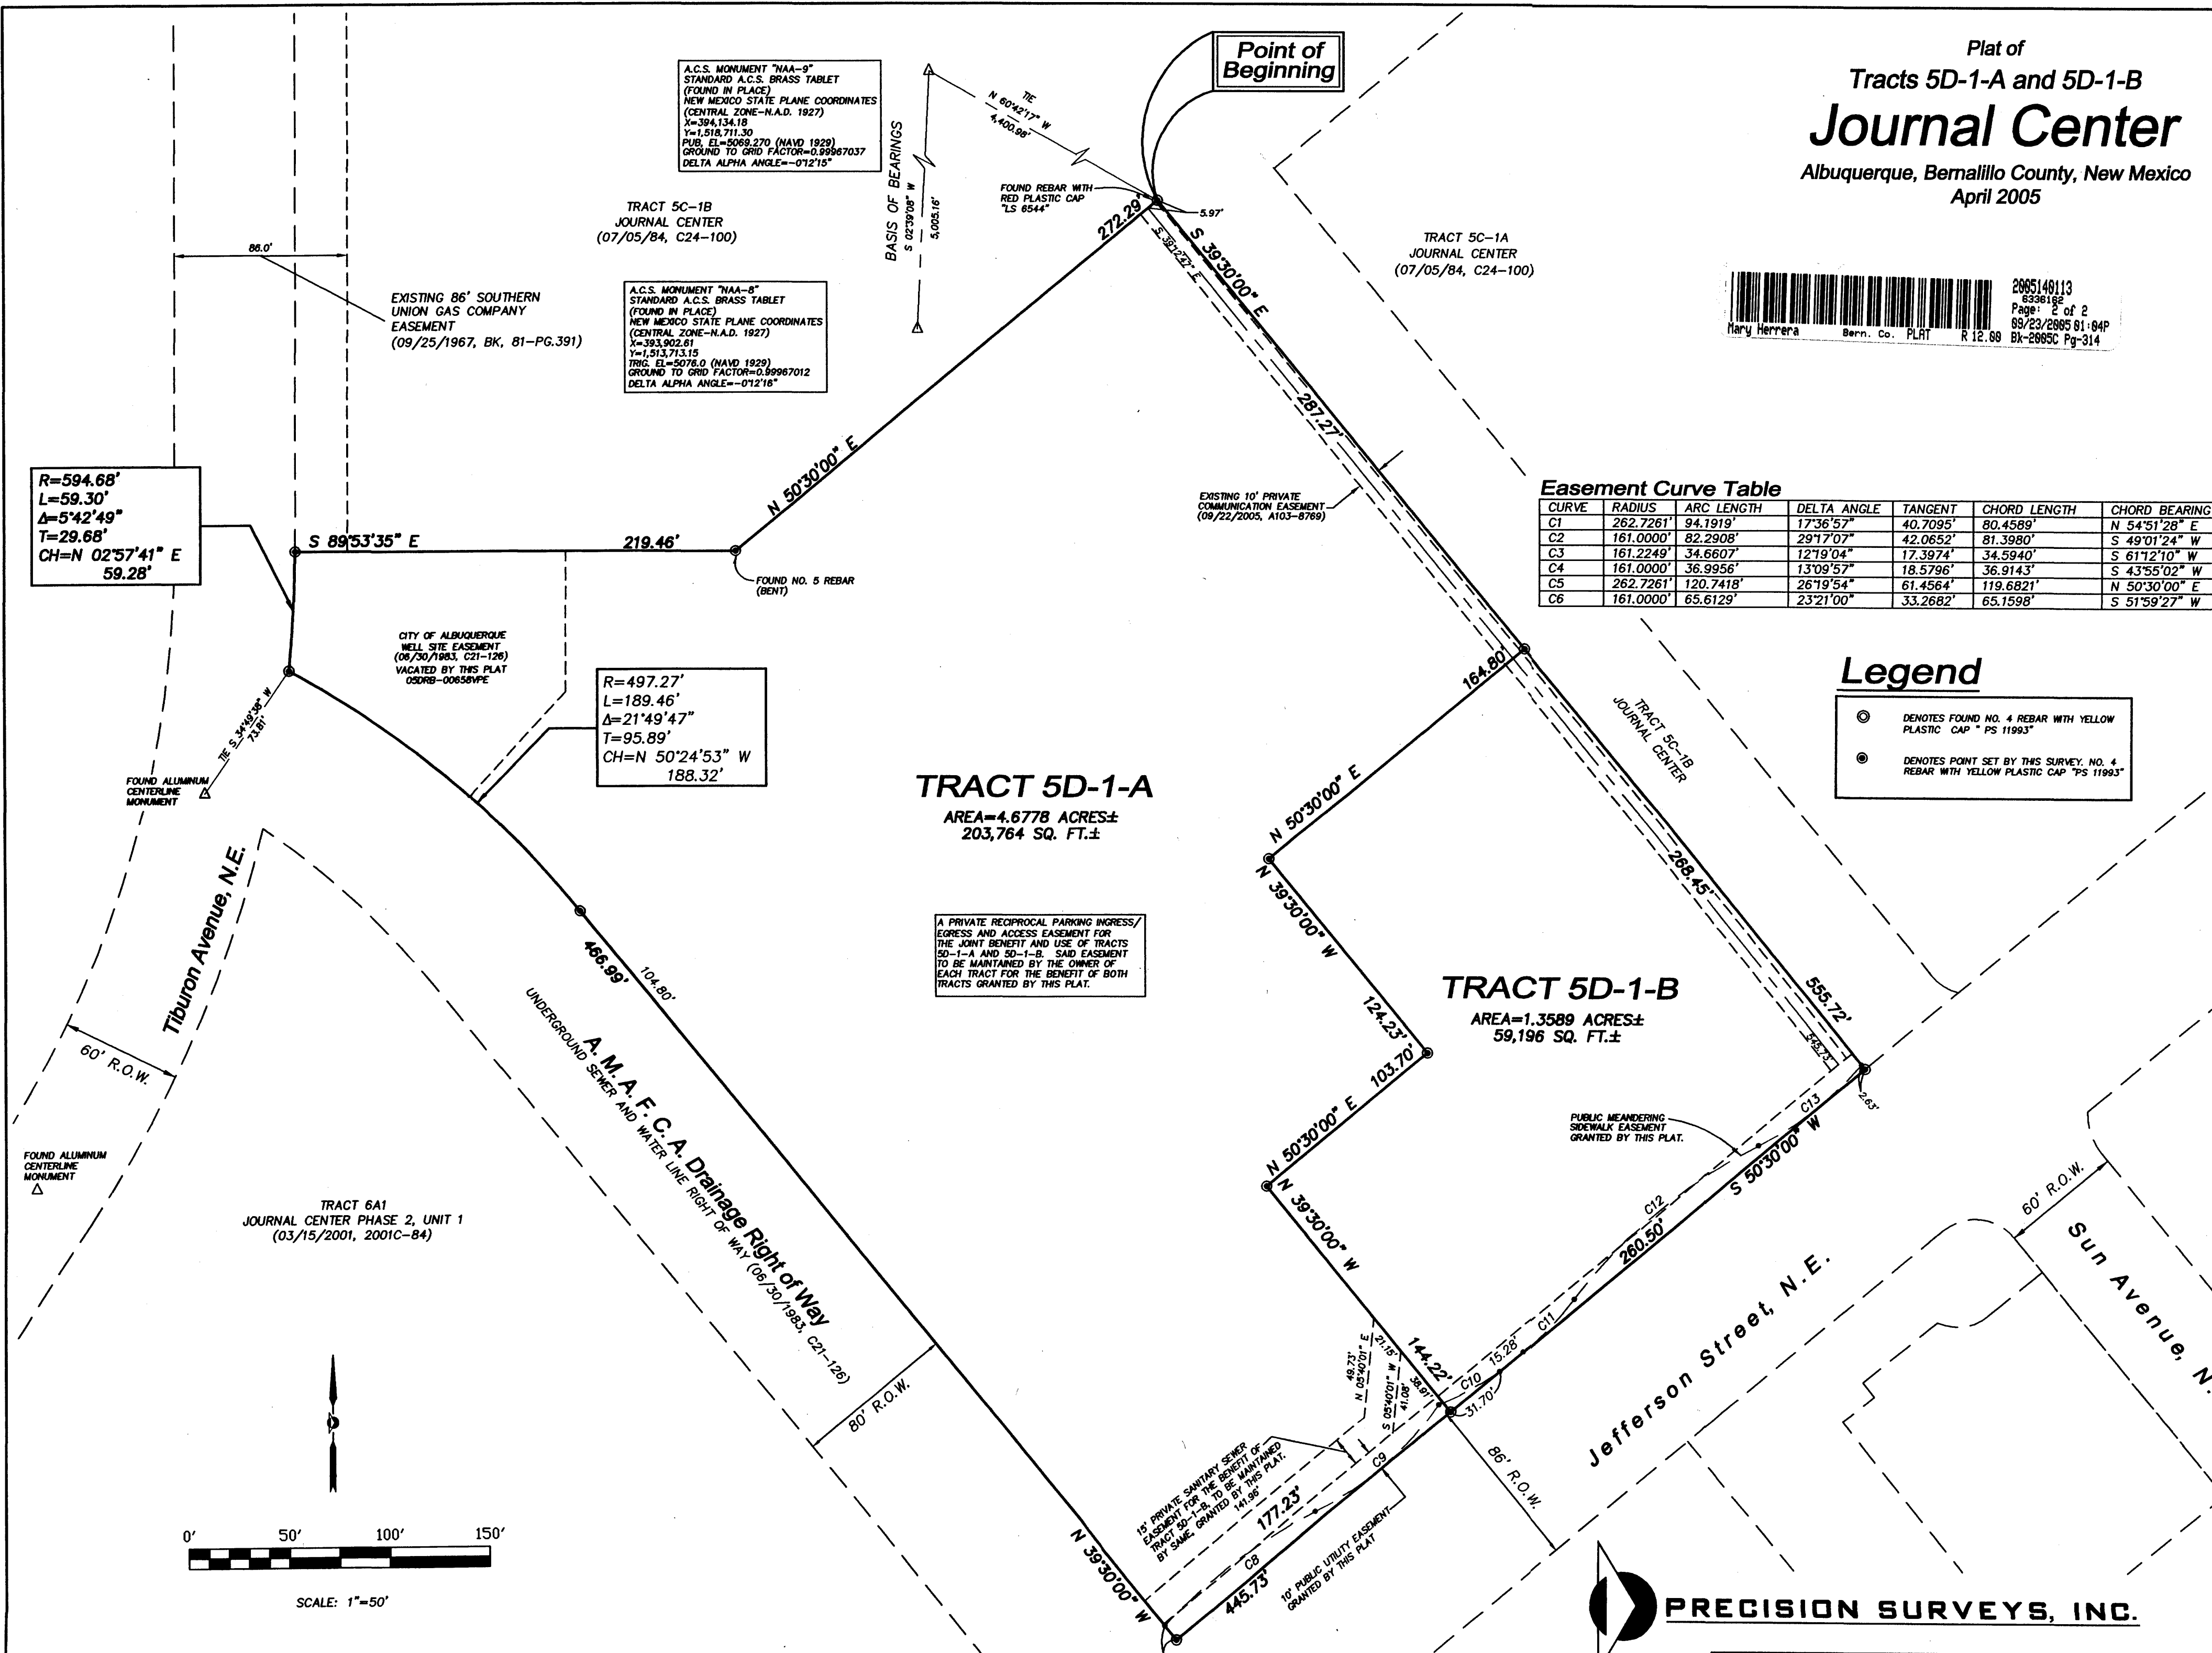 Plat of
Tracts 5D-1-A and 5D-1-B
Journal Center
Albuquerque, Bernalillo County, New Mexico
April 2005
2005140113
6336162
Page: 2 of 2
09/23/2005 01:04P
Mary Herrera Bern. Co. PLAT R 12.00 Bk-2005C Pg-314
Point of
Beginning
A.C.S. MONUMENT "NAA-9"
STANDARD A.C.S. BRASS TABLET
(FOUND IN PLACE)
NEW MEXICO STATE PLANE COORDINATES
(CENTRAL ZONE-N.A.D. 1927)
X=394,134.18
Y=1,518,711.30
PUB. EL=5069.270 (NAVD 1929)
GROUND TO GRID FACTOR=0.99967037
DELTA ALPHA ANGLE=-0°12'15"
BASIS OF BEARINGS
S 02°39'08" W
5,005.16'
TIE
N 60°42'17" W
4,400.98'
FOUND REBAR WITH
RED PLASTIC CAP
"LS 6544"
5.97'
TRACT 5C-1B
JOURNAL CENTER
(07/05/84, C24-100)
TRACT 5C-1A
JOURNAL CENTER
(07/05/84, C24-100)
86.0'
EXISTING 86' SOUTHERN
UNION GAS COMPANY
EASEMENT
(09/25/1967, BK, 81-PG.391)
A.C.S. MONUMENT "NAA-8"
STANDARD A.C.S. BRASS TABLET
(FOUND IN PLACE)
NEW MEXICO STATE PLANE COORDINATES
(CENTRAL ZONE-N.A.D. 1927)
X=393,902.61
Y=1,513,713.15
TRIG. EL=5076.0 (NAVD 1929)
GROUND TO GRID FACTOR=0.99967012
DELTA ALPHA ANGLE=-0°12'16"
272.29'
N 50°30'00" E
S 39°12'42" E
S 39°30'00" E
287.27'
EXISTING 10' PRIVATE
COMMUNICATION EASEMENT
(09/22/2005, A103-8769)
R=594.68'
L=59.30'
Δ=5°42'49"
T=29.68'
CH=N 02°57'41" E
59.28'
S 89°53'35" E 219.46'
FOUND NO. 5 REBAR
(BENT)
Easement Curve Table
CURVE RADIUS ARC LENGTH DELTA ANGLE TANGENT CHORD LENGTH CHORD BEARING
C1 262.7261' 94.1919' 17°36'57" 40.7095' 80.4589' N 54°51'28" E
C2 161.0000' 82.2908' 29°17'07" 42.0652' 81.3980' S 49°01'24" W
C3 161.2249' 34.6607' 12°19'04" 17.3974' 34.5940' S 61°12'10" W
C4 161.0000' 36.9956' 13°09'57" 18.5796' 36.9143' S 43°55'02" W
C5 262.7261' 120.7418' 26°19'54" 61.4564' 119.6821' N 50°30'00" E
C6 161.0000' 65.6129' 23°21'00" 33.2682' 65.1598' S 51°59'27" W
CITY OF ALBUQUERQUE
WELL SITE EASEMENT
(06/30/1983, C21-126)
VACATED BY THIS PLAT
05DRB-00658VPE
R=497.27'
L=189.46'
Δ=21°49'47"
T=95.89'
CH=N 50°24'53" W
188.32'
TIE S 34°49'38" W
73.81'
FOUND ALUMINUM
CENTERLINE
MONUMENT
Legend
DENOTES FOUND NO. 4 REBAR WITH YELLOW
PLASTIC CAP " PS 11993"
DENOTES POINT SET BY THIS SURVEY. NO. 4
REBAR WITH YELLOW PLASTIC CAP "PS 11993"
TRACT 5D-1-A
AREA=4.6778 ACRES±
203,764 SQ. FT.±
164.80'
N 50°30'00" E
TRACT 5C-1B
JOURNAL CENTER
268.45'
A PRIVATE RECIPROCAL PARKING INGRESS/
EGRESS AND ACCESS EASEMENT FOR
THE JOINT BENEFIT AND USE OF TRACTS
5D-1-A AND 5D-1-B. SAID EASEMENT
TO BE MAINTAINED BY THE OWNER OF
EACH TRACT FOR THE BENEFIT OF BOTH
TRACTS GRANTED BY THIS PLAT.
N 39°30'00" W
124.23'
TRACT 5D-1-B
AREA=1.3589 ACRES±
59,196 SQ. FT.±
555.72'
545.73'
2.63'
103.70'
N 50°30'00" E
N 39°30'00" W
144.22'
Tiburon Avenue, N.E.
60' R.O.W.
466.99'
104.80'
A. M. A. F. C. A. Drainage Right of Way
UNDERGROUND SEWER AND WATER LINE RIGHT OF WAY (06/30/1983, C21-126)
80' R.O.W.
FOUND ALUMINUM
CENTERLINE
MONUMENT
TRACT 6A1
JOURNAL CENTER PHASE 2, UNIT 1
(03/15/2001, 2001C-84)
PUBLIC MEANDERING
SIDEWALK EASEMENT
GRANTED BY THIS PLAT.
C13
S 50°30'00" W
C12
260.50'
C11
15.28'
C10
31.70'
21.15'
38.91'
49.73'
N 05°40'01" E
S 05°40'01" W
41.08'
C9
86' R.O.W.
Jefferson Street, N.E.
60' R.O.W.
Sun Avenue, N.
15' PRIVATE SANITARY SEWER
EASEMENT FOR THE BENEFIT OF
TRACT 5D-1-B, TO BE MAINTAINED
BY SAME, GRANTED BY THIS PLAT.
141.96'
177.23'
C8
445.73'
10' PUBLIC UTILITY EASEMENT
GRANTED BY THIS PLAT
N 39°30'00" W
0' 50' 100' 150'
SCALE: 1"=50'
PRECISION SURVEYS, INC.